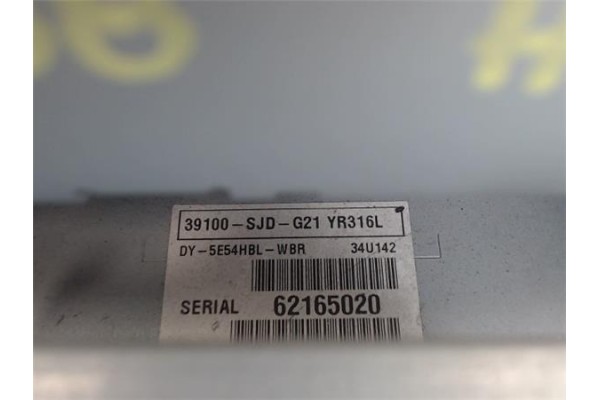 39100-SJD-G21 YR316L
DY-5E54HBL-WBR 34U142
SERIAL 62165020